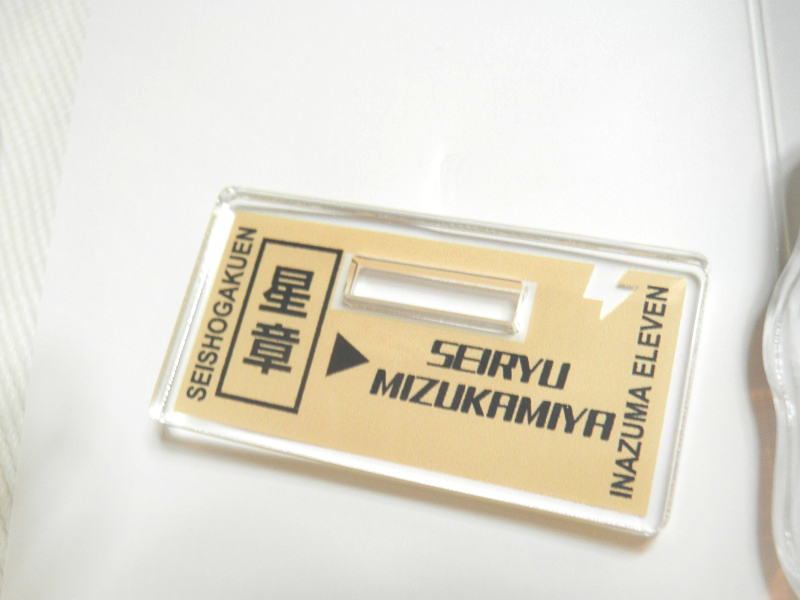 SEISHOGAKUEN
星章
SEIRYU
MIZUKAMIYA
INAZUMA ELEVEN